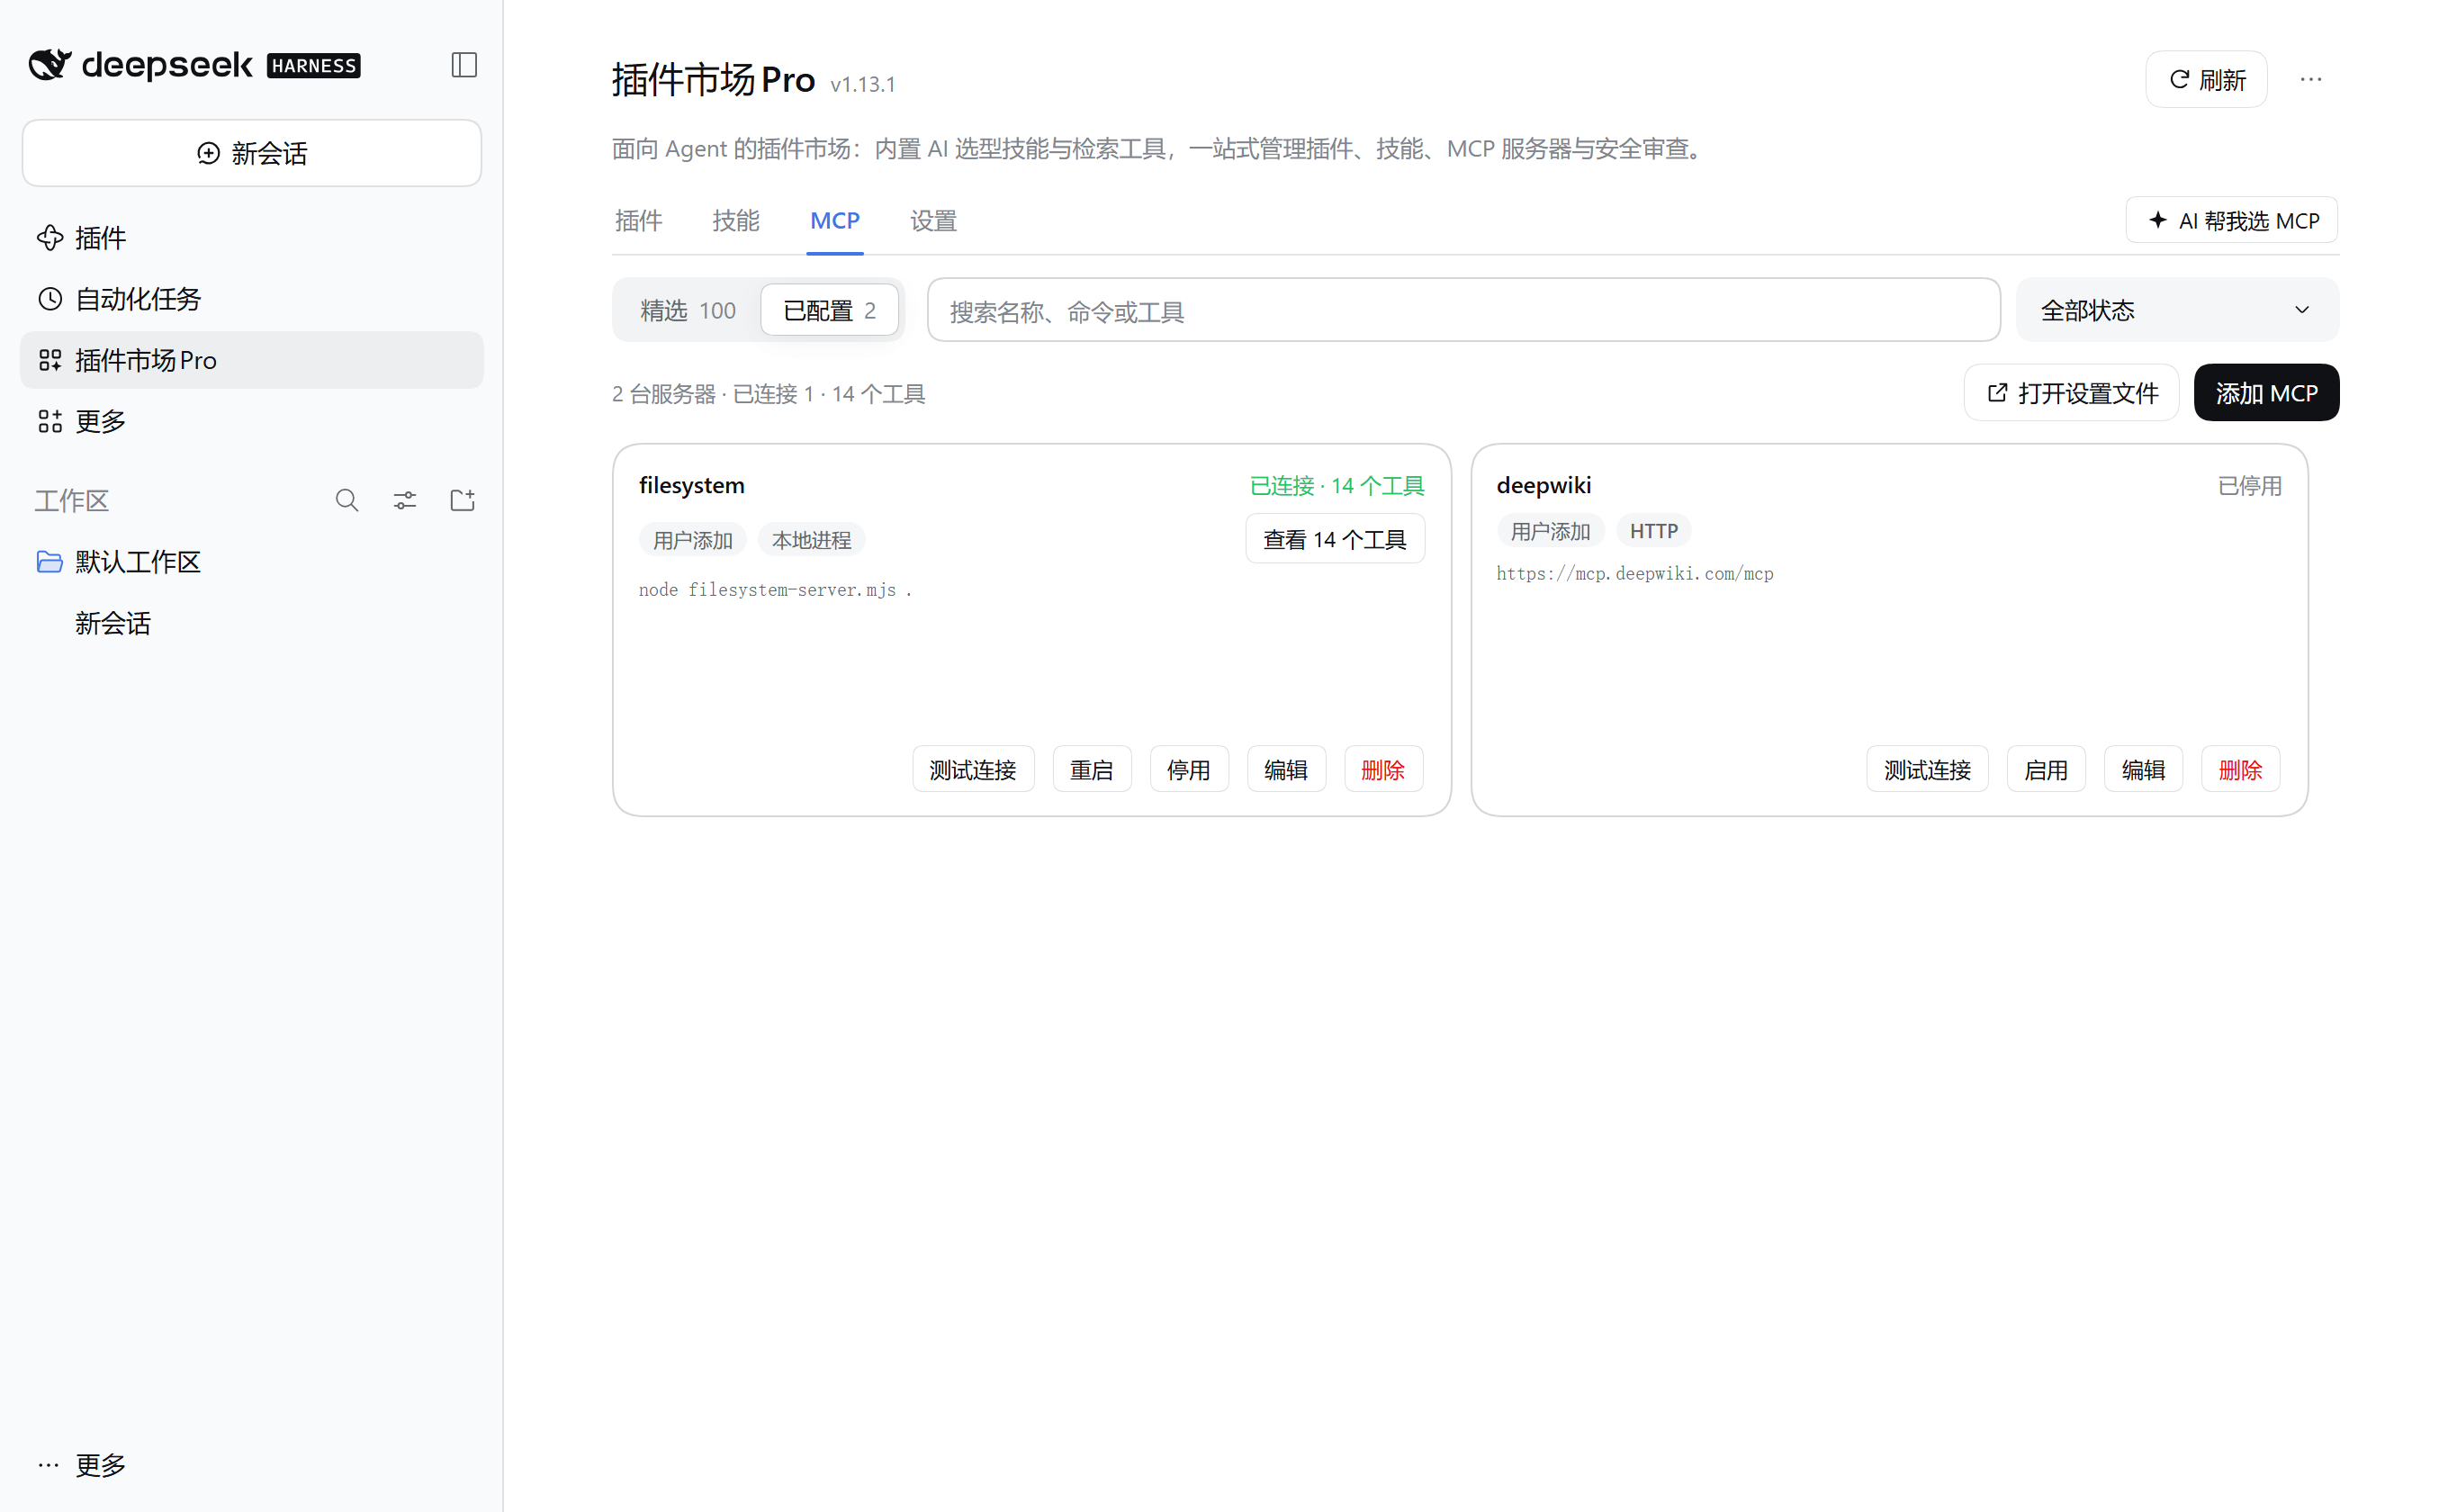 deepseek HARNESS
新会话
插件
自动化任务
插件市场Pro
更多
工作区
默认工作区
新会话
更多
插件市场Pro v1.13.1
刷新
面向 Agent 的插件市场：内置 AI 选型技能与检索工具，一站式管理插件、技能、MCP 服务器与安全审查。
插件 技能 MCP 设置
AI 帮我选 MCP
精选 100 已配置 2
搜索名称、命令或工具
全部状态
2 台服务器 · 已连接 1 · 14 个工具
打开设置文件
添加 MCP
filesystem
已连接 · 14 个工具
用户添加 本地进程
查看 14 个工具
node filesystem-server.mjs .
测试连接 重启 停用 编辑 删除
deepwiki
已停用
用户添加 HTTP
https://mcp.deepwiki.com/mcp
测试连接 启用 编辑 删除